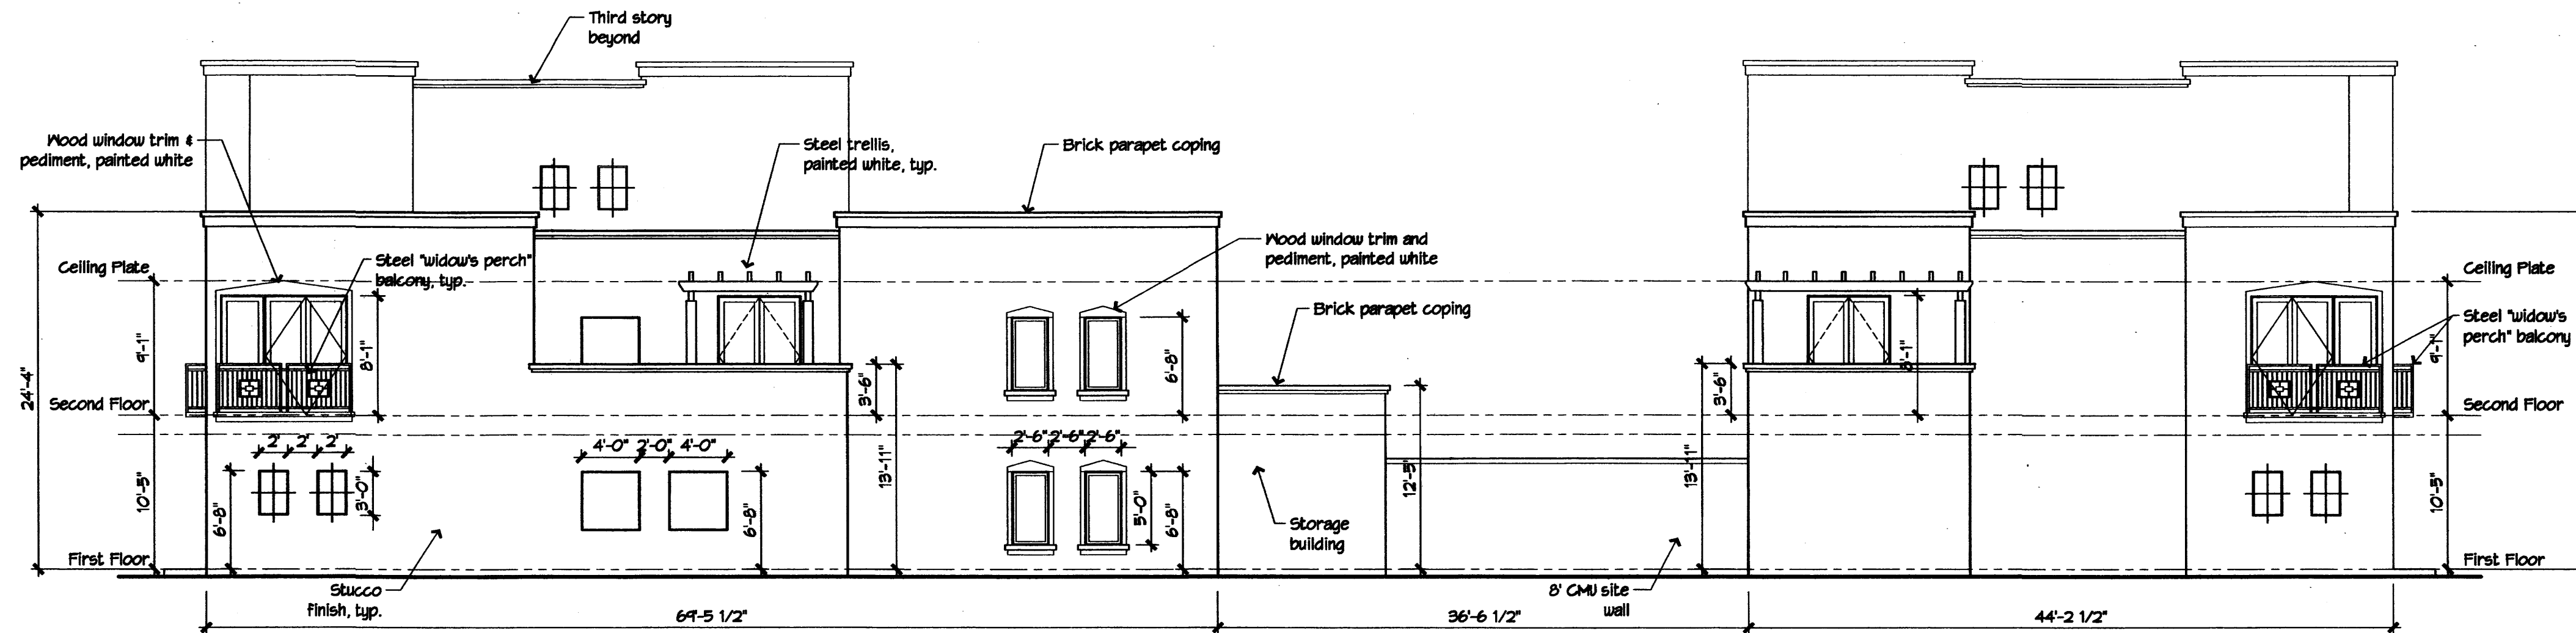 Third story
beyond
Wood window trim &
pediment, painted white
Steel trellis,
painted white, typ.
Brick parapet coping
Ceiling Plate
Steel "widow's perch"
balcony, typ.
Wood window trim and
pediment, painted white
Brick parapet coping
Ceiling Plate
Steel "widow's
perch" balcony
24'-4"
9'-1"
8'-1"
3'-6"
6'-8"
3'-6"
8'-1"
9'-1"
Second Floor
Second Floor
2' 2' 2'
4'-0" 2'-0" 4'-0"
2'-6" 2'-6" 2'-6"
10'-5"
6'-8"
3'-0"
6'-8"
13'-11"
5'-0"
6'-8"
12'-5"
13'-11"
10'-5"
Storage
building
First Floor
First Floor
Stucco
finish, typ.
8' CMU site
wall
69'-5 1/2"
36'-6 1/2"
44'-2 1/2"